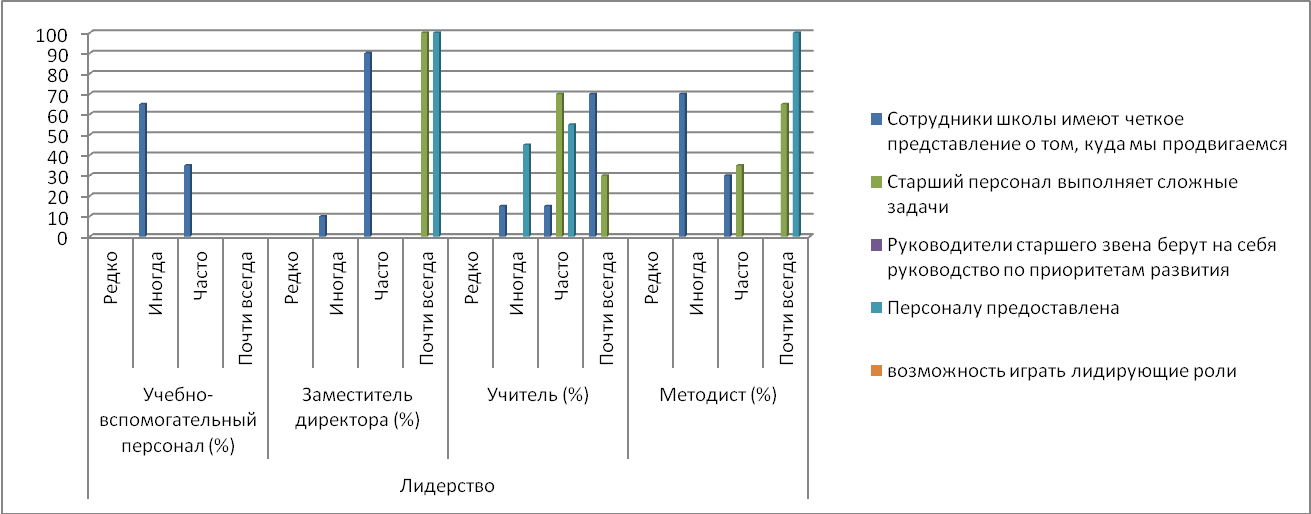 100
90
80
70
60
50
40
30
20
10
0
Редко
Иногда
Часто
Почти всегда
Редко
Иногда
Часто
Почти всегда
Редко
Иногда
Часто
Почти всегда
Редко
Иногда
Часто
Почти всегда
Учебно-
вспомогательный
персонал (%)
Заместитель
директора (%)
Учитель (%)
Методист (%)
Лидерство
Сотрудники школы имеют четкое
представление о том, куда мы продвигаемся
Старший персонал выполняет сложные
задачи
Руководители старшего звена берут на себя
руководство по приоритетам развития
Персоналу предоставлена
возможность играть лидирующие роли